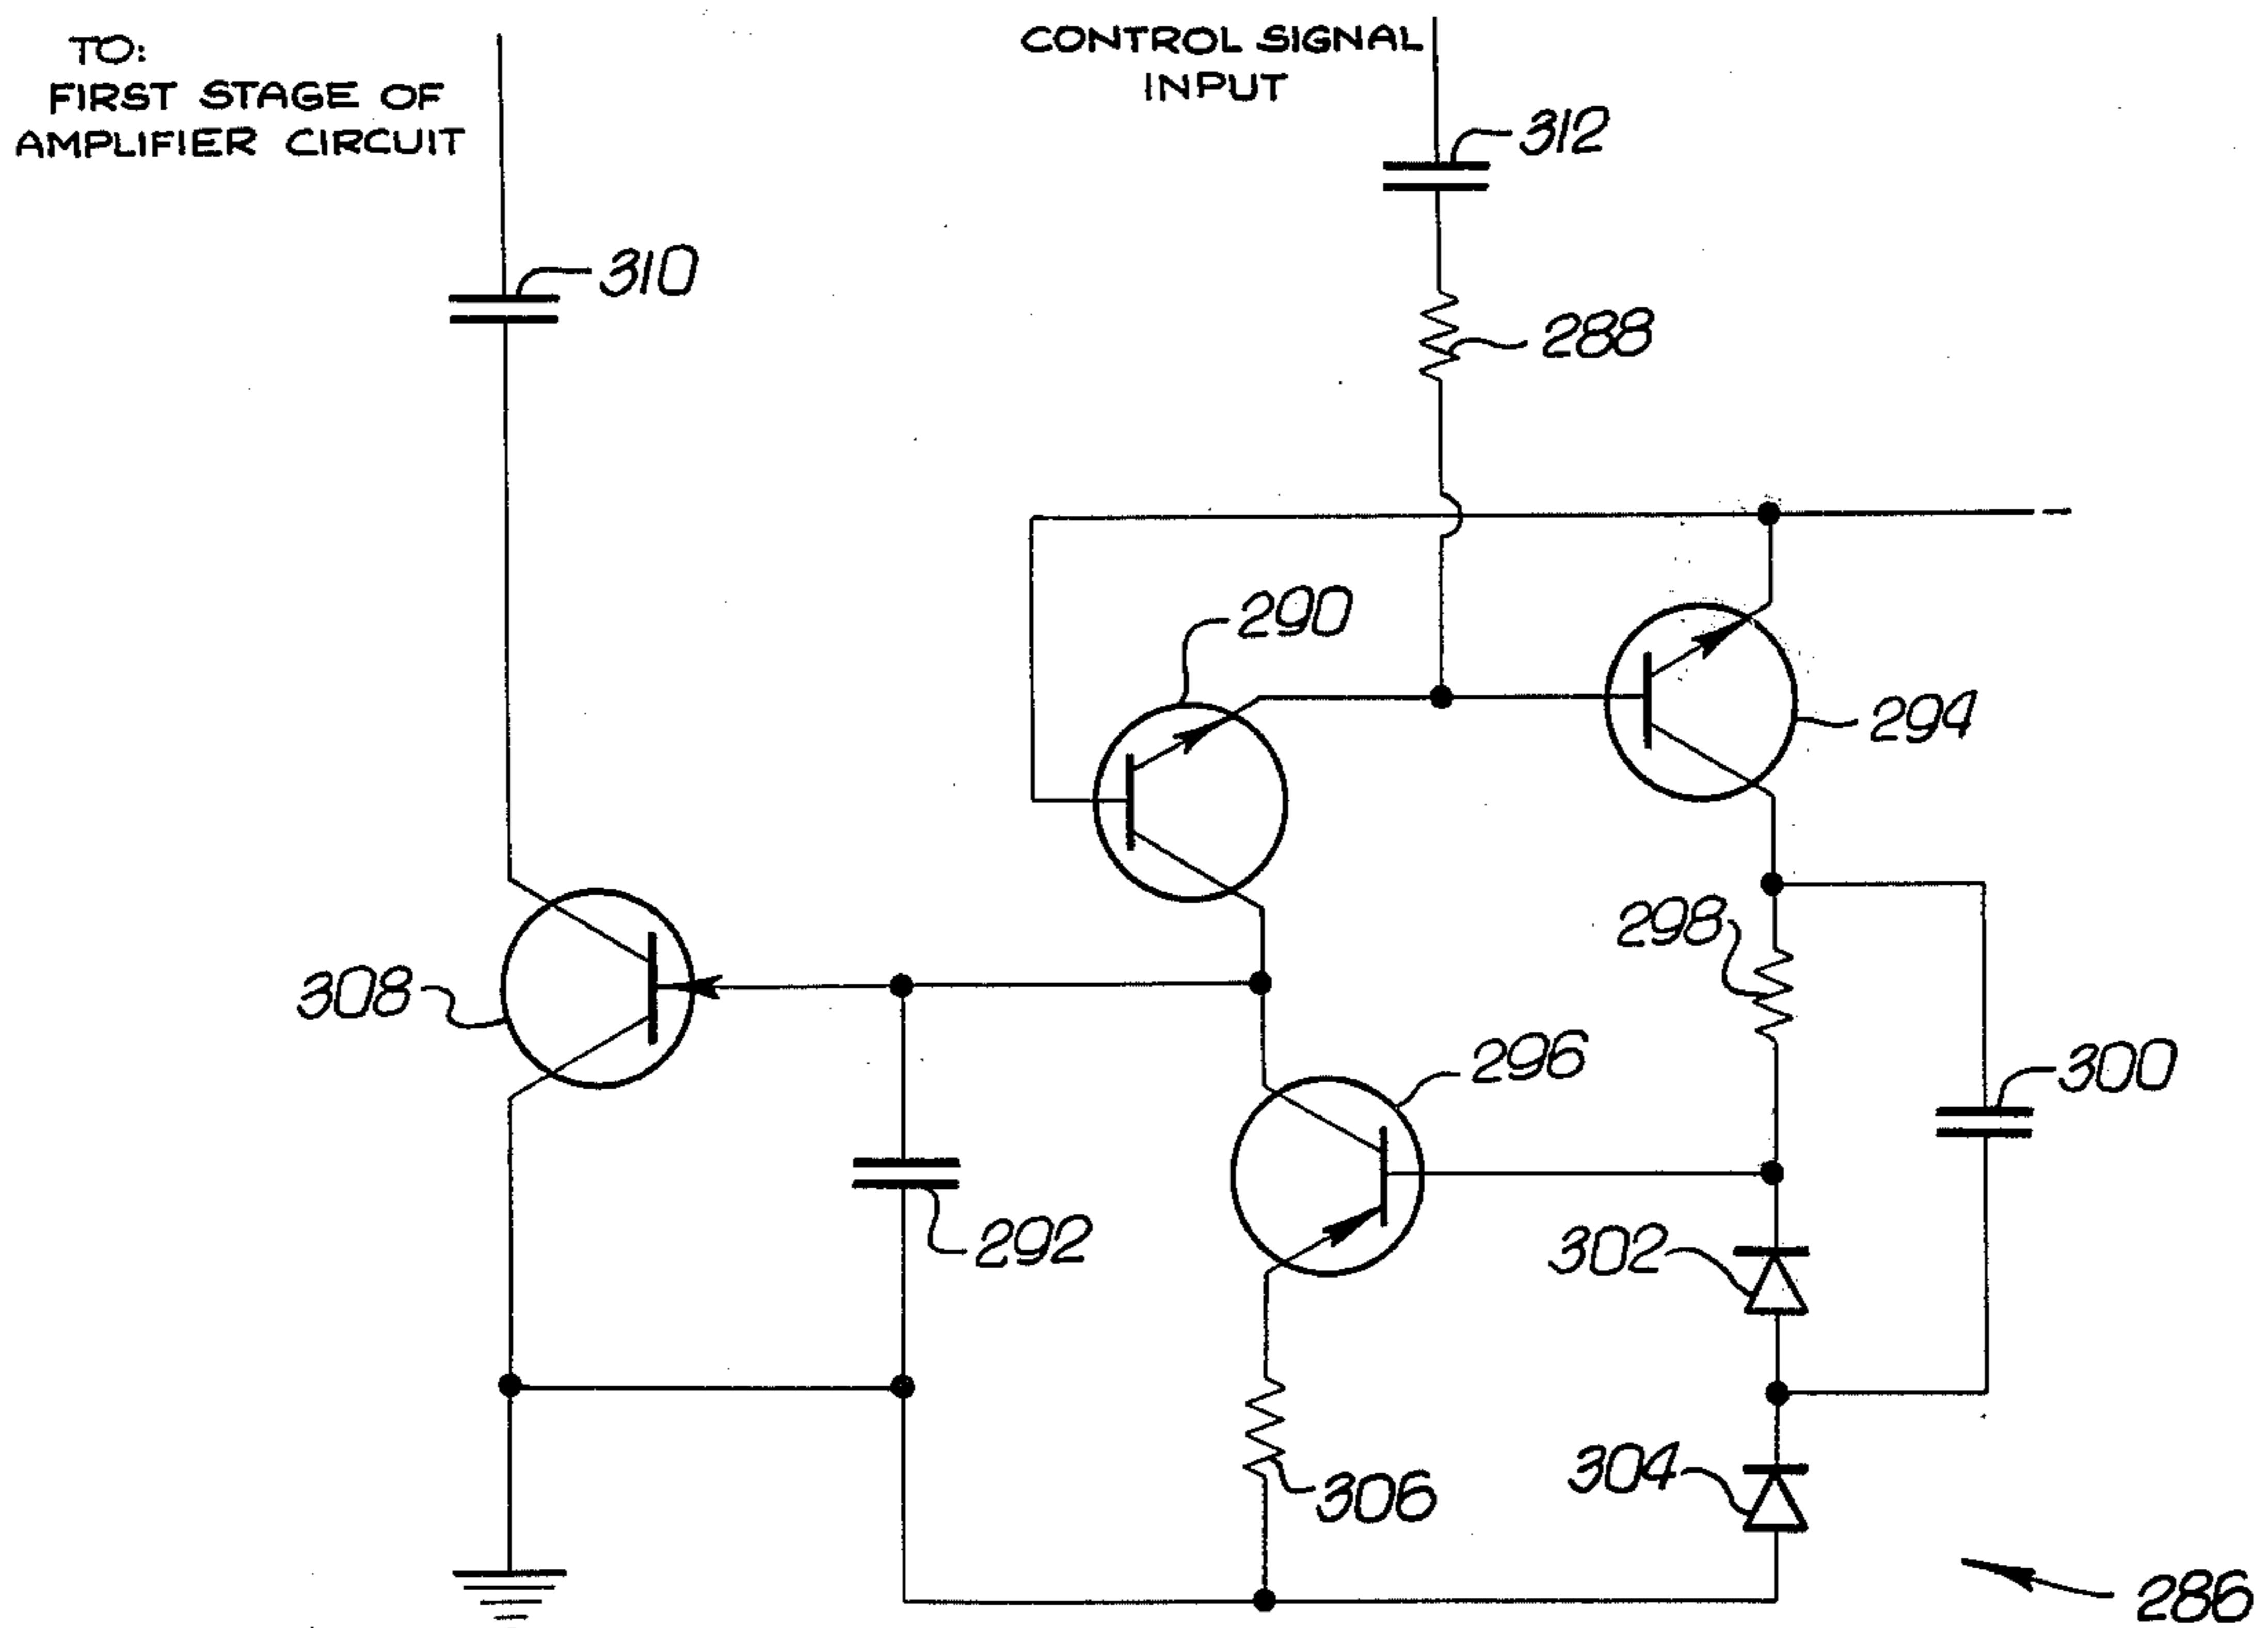 TO:
FIRST STAGE OF
AMPLIFIER CIRCUIT
CONTROL SIGNAL
INPUT
312
310
288
290
294
298
308
296
300
292
302
304
306
286